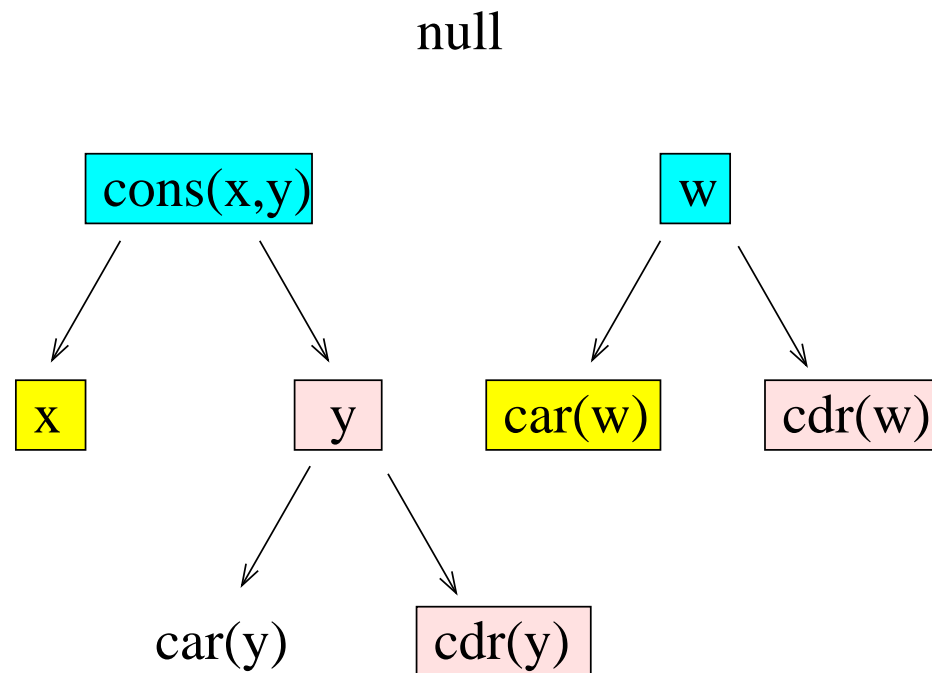 null
cons(x,y)
w
x
y
car(w)
cdr(w)
car(y)
cdr(y)